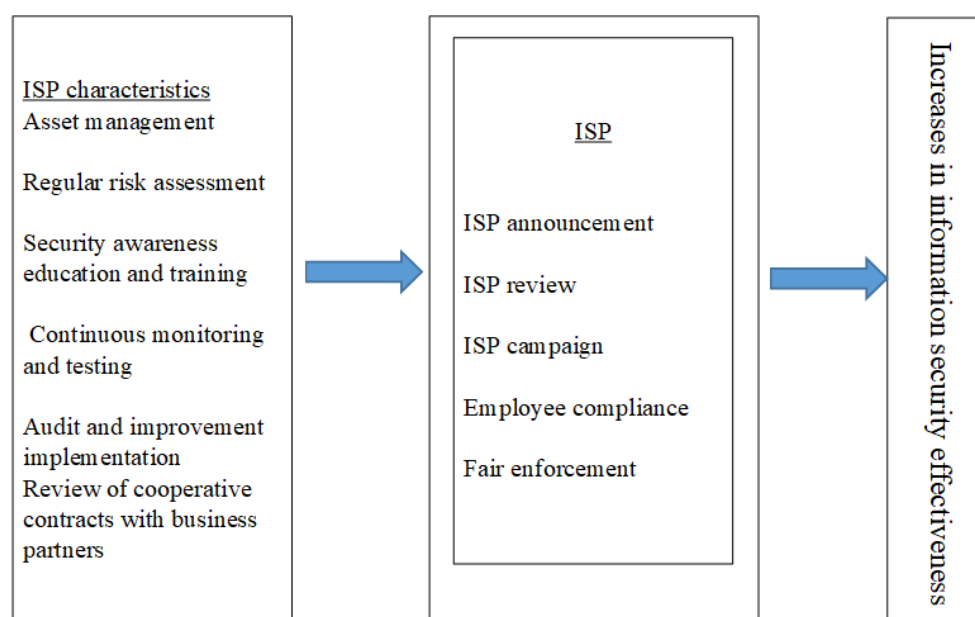 ISP characteristics
Asset management
Regular risk assessment
Security awareness
education and training
Continuous monitoring
and testing
Audit and improvement
implementation
Review of cooperative
contracts with business
partners
ISP
ISP announcement
ISP review
ISP campaign
Employee compliance
Fair enforcement
Increases in information security effectiveness